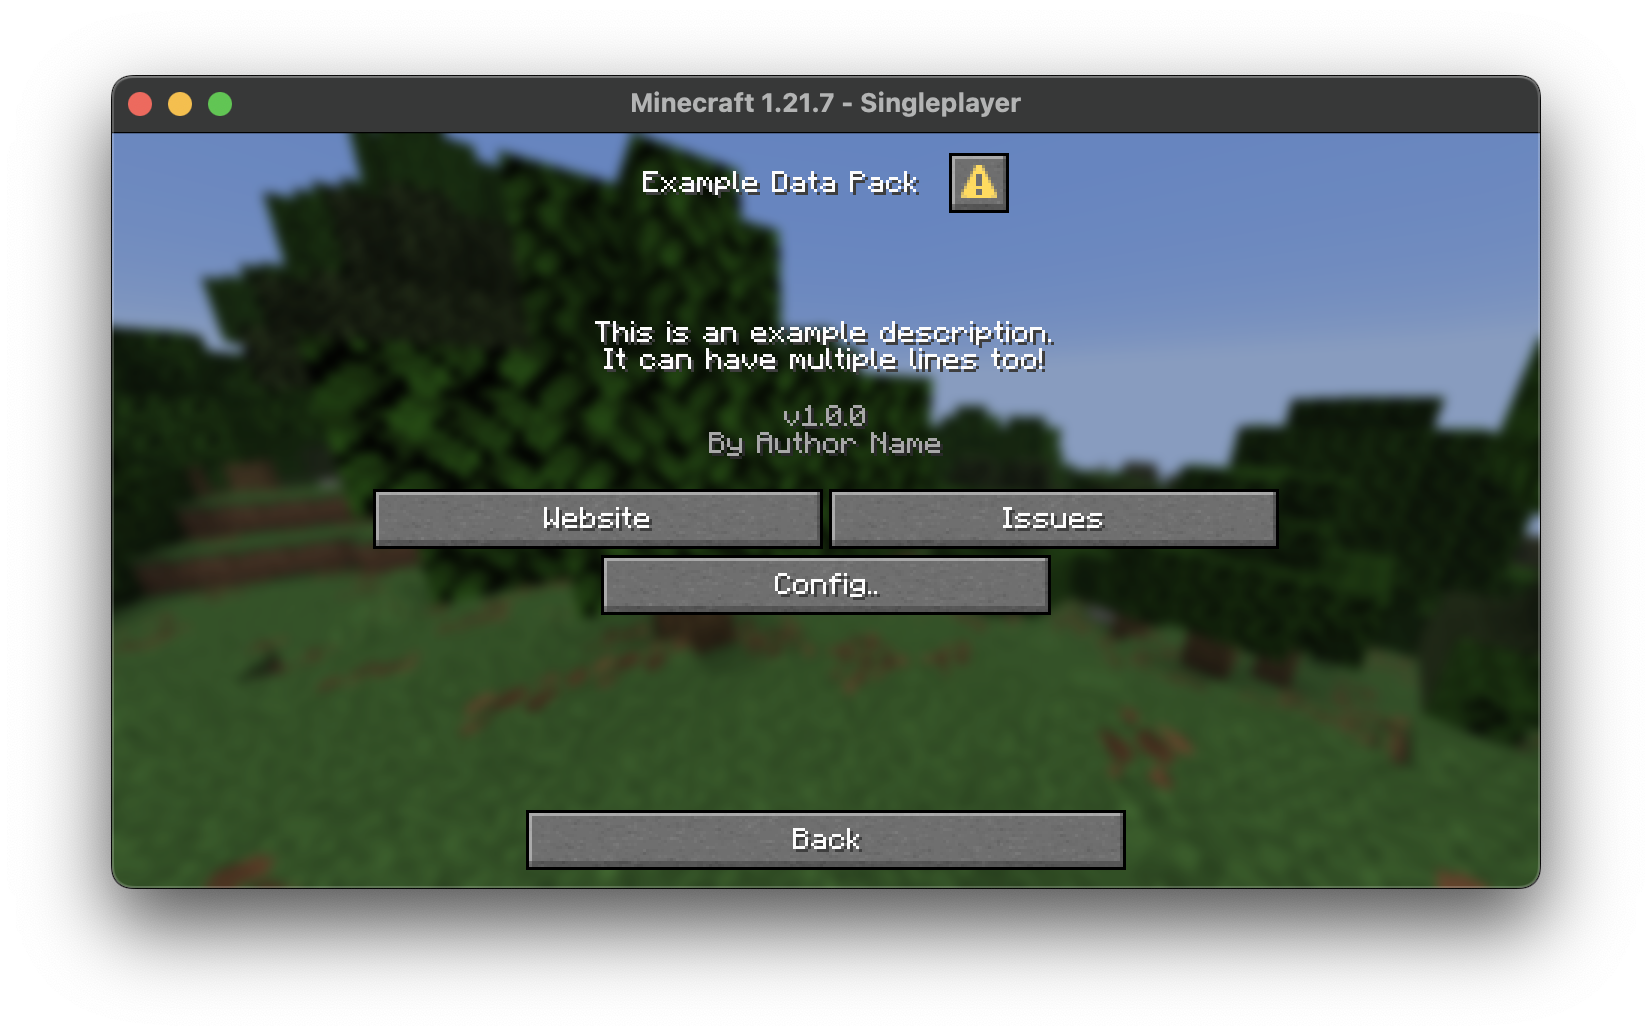 Minecraft 1.21.7 - Singleplayer
Example Data Pack
This is an example description.
It can have multiple lines too!
v1.0.0
By Author Name
Website
Issues
Config..
Back